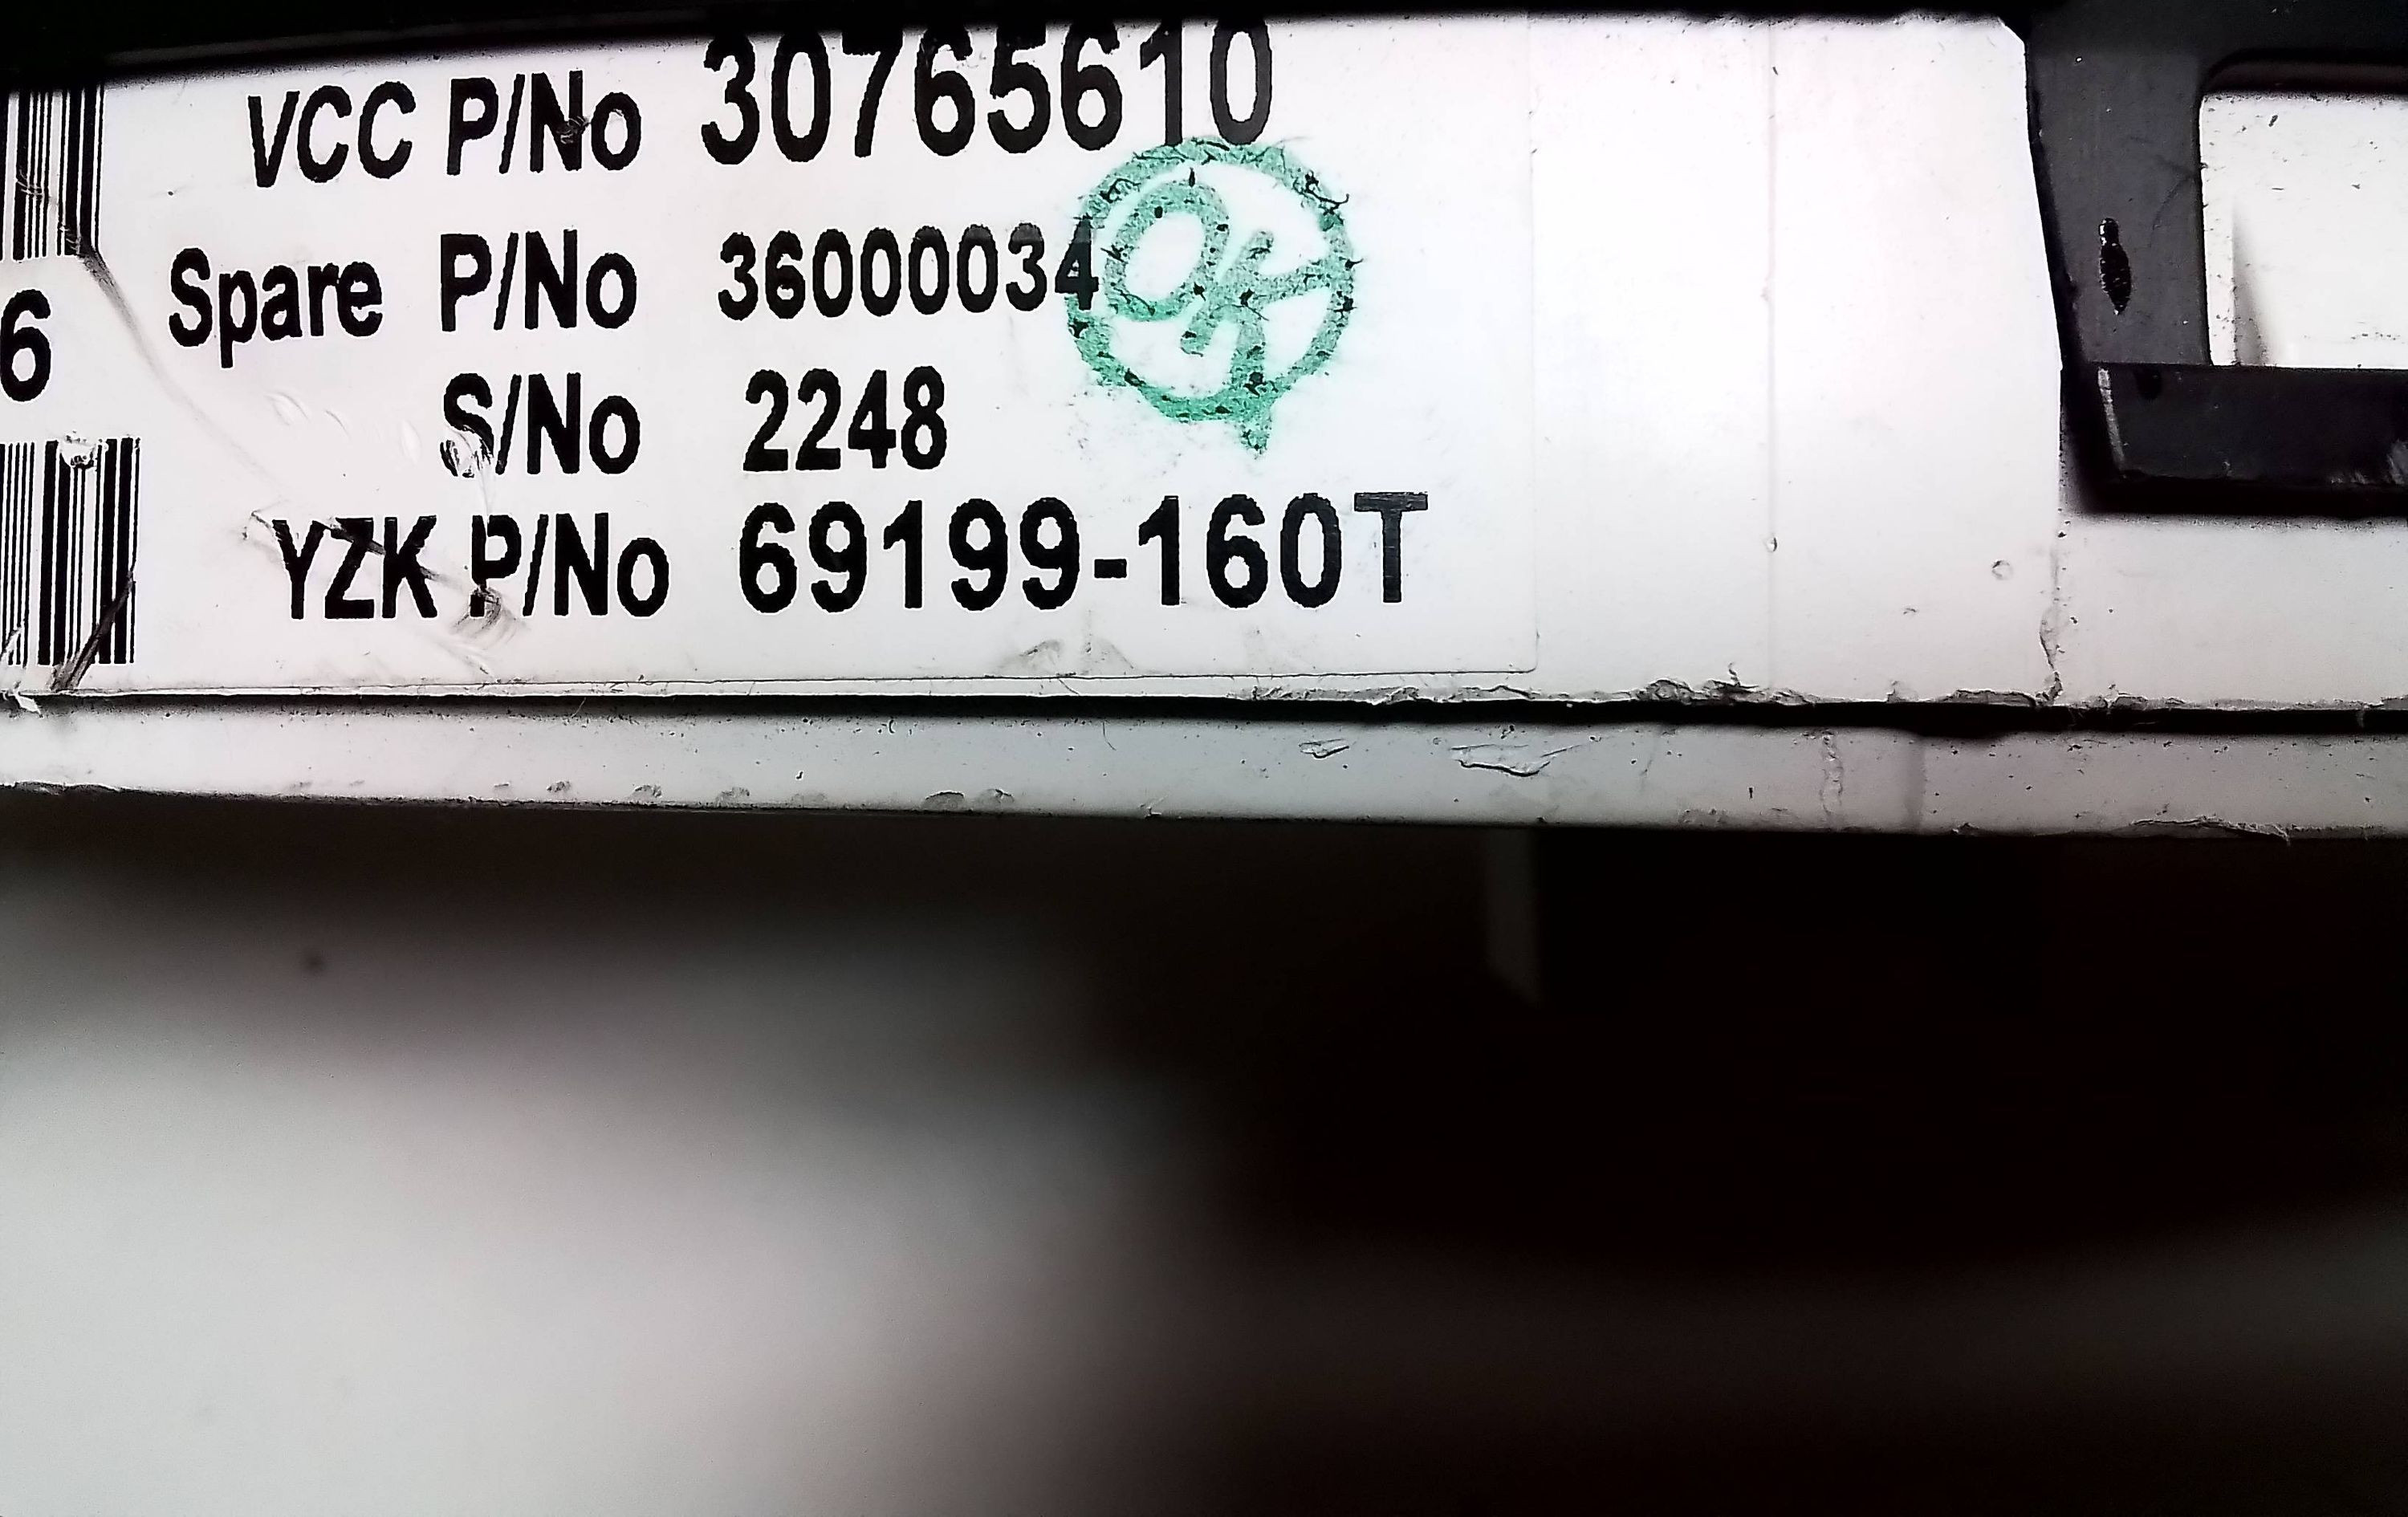 VCC P/No 30765610
Spare P/No 36000034
OK
6
S/No 2248
YZK P/No 69199-160T